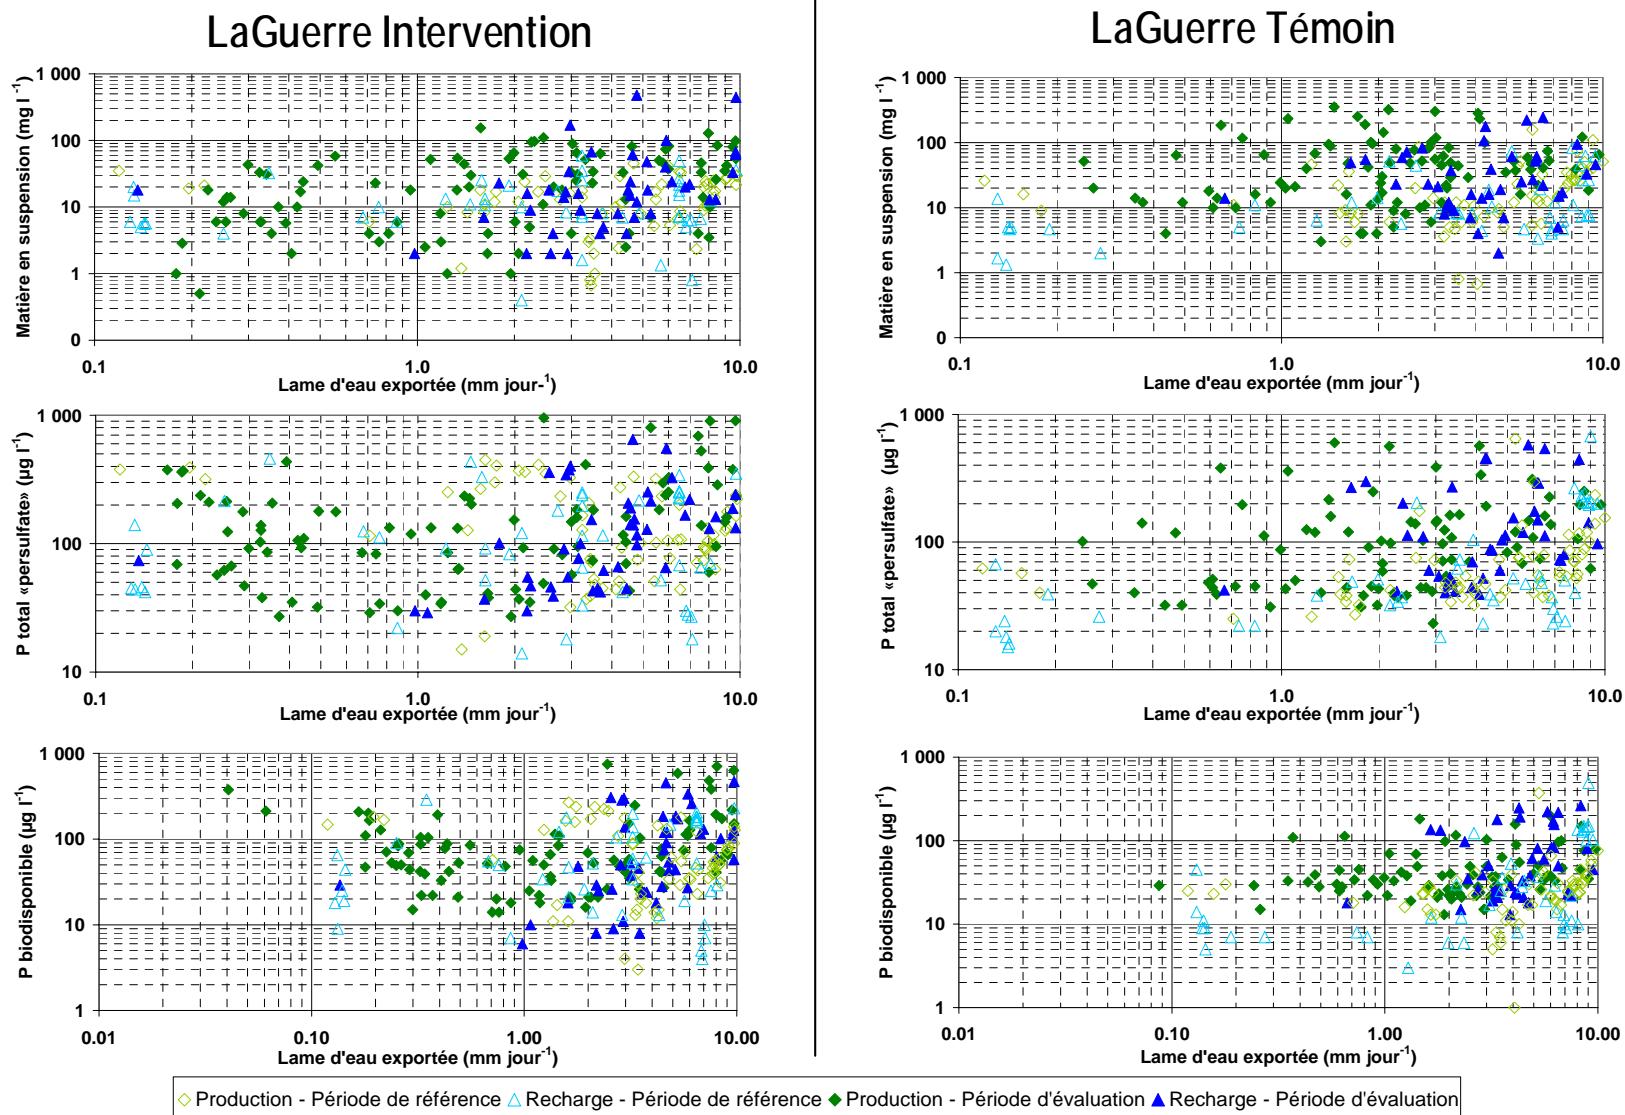 LaGuerre Intervention
LaGuerre Témoin
Matière en suspension (mg l⁻¹)
1 000
100
10
1
0
0.1
1.0
10.0
Lame d'eau exportée (mm jour-¹)
Matière en suspension (mg l⁻¹)
1 000
100
10
1
0
0.1
1.0
10.0
Lame d'eau exportée (mm jour⁻¹)
P total «persulfate» (µg l⁻¹)
1 000
100
10
0.1
1.0
10.0
Lame d'eau exportée (mm jour⁻¹)
P total «persulfate» (µg l⁻¹)
1 000
100
10
0.1
1.0
10.0
Lame d'eau exportée (mm jour⁻¹)
P biodisponible (µg l⁻¹)
1 000
100
10
1
0.01
0.10
1.00
10.00
Lame d'eau exportée (mm jour⁻¹)
P biodisponible (µg l⁻¹)
1 000
100
10
1
0.01
0.10
1.00
10.00
Lame d'eau exportée (mm jour⁻¹)
Production - Période de référence Recharge - Période de référence Production - Période d'évaluation Recharge - Période d'évaluation